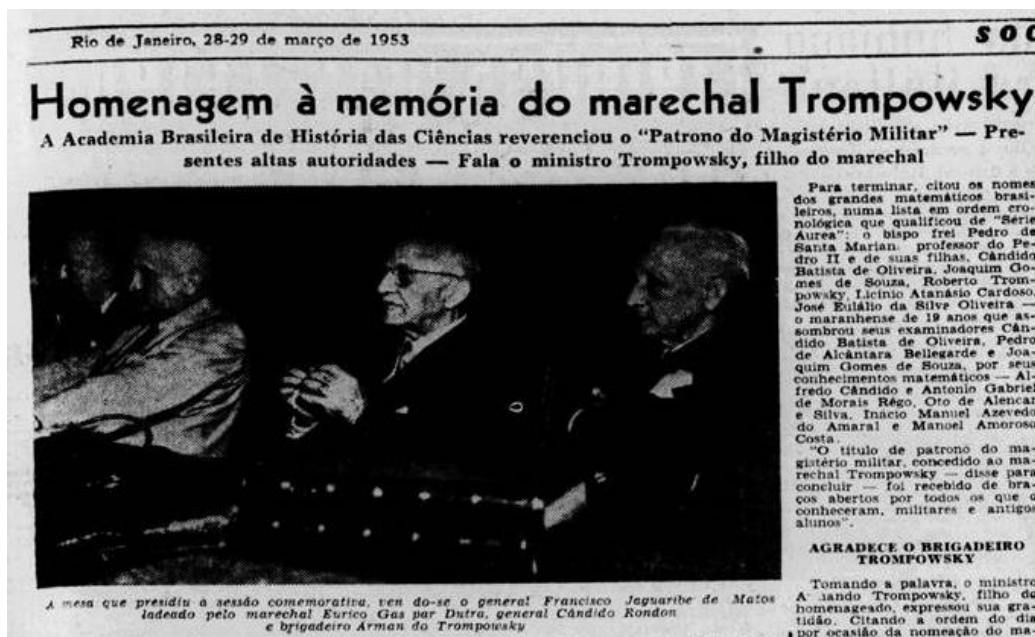 Rio de Janeiro, 28-29 de março de 1953
SOC
Homenagem à memória do marechal Trompowsky
A Academia Brasileira de História das Ciências reverenciou o “Patrono do Magistério Militar” — Pre-
sentes altas autoridades — Fala o ministro Trompowsky, filho do marechal
A mesa que presidiu à sessão comemorativa, ven do-se o general Francisco Jaguaribe de Matos
ladeado pelo marechal Eurico Gas par Dutra, general Cândido Rondon
e brigadeiro Arman do Trompowsky
Para terminar, citou os nomes
dos grandes matemáticos brasi-
leiros, numa lista em ordem cro-
nológica que qualificou de “Série
Aurea”: o bispo frei Pedro de
Santa Marian professor do Pe-
dro II e de suas filhas, Cândido
Batista de Oliveira, Joaquim Go-
mes de Souza, Roberto Trom-
powsky, Licínio Atanásio Cardoso,
José Eulálio da Silva Oliveira —
o maranhense de 19 anos que as-
sombrou seus examinadores Cân-
dido Batista de Oliveira, Pedro
de Alcântara Bellegarde e Joa-
quim Gomes de Souza, por seus
conhecimentos matemáticos — Al-
fredo Cândido e Antonio Gabriel
de Morais Rêgo, Oto de Alencar
e Silva, Inácio Manuel Azevedo
do Amaral e Manoel Amoroso
Costa.
“O título de patrono do ma-
gistério militar, concedido ao ma-
rechal Trompowsky — disse para
concluir — foi recebido de bra-
ços abertos por todos os que o
conheceram, militares e antigos
alunos”.
AGRADECE O BRIGADEIRO
TROMPOWSKY
Tomando a palavra, o ministro
A mando Trompowsky, filho do
homenageado, expressou sua gra-
tidão. Citando a ordem do dia
por ocasião da nomeação do ma-